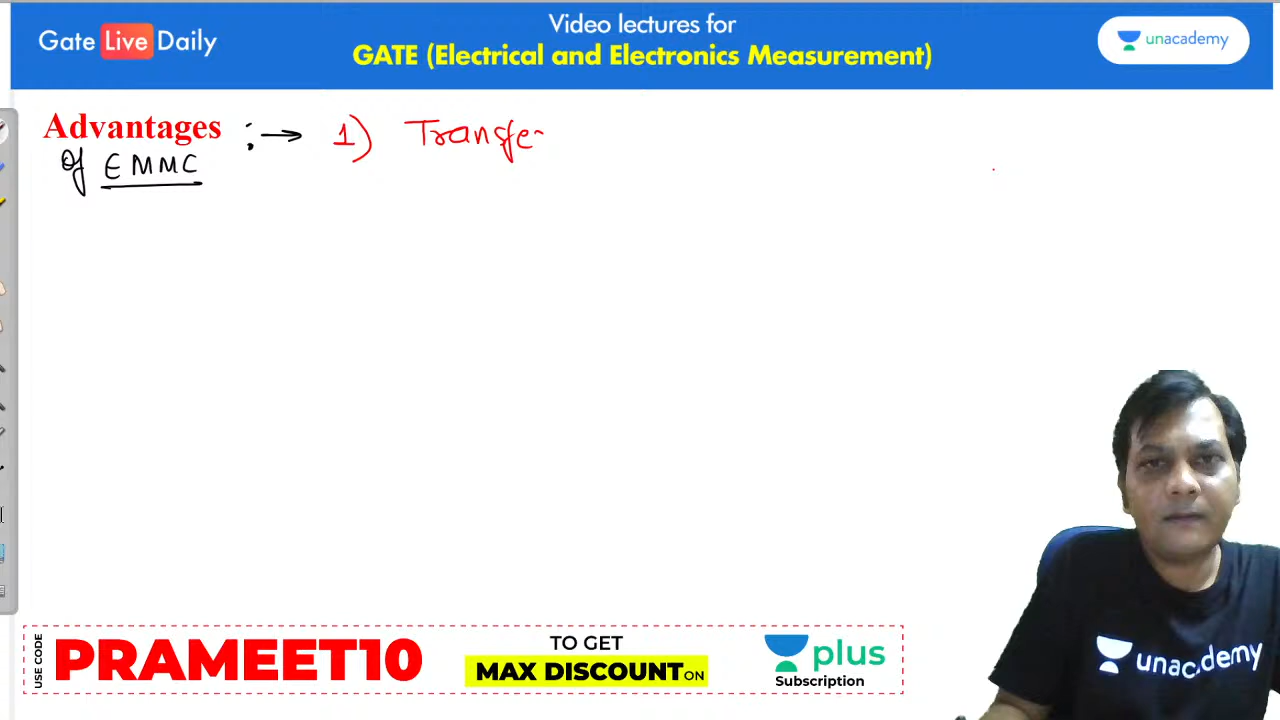 Gate Live Daily
Video lectures for
GATE (Electrical and Electronics Measurement)
unacademy
Advantages :→ 1) Transfer
of EMMC
USE CODE
PRAMEET10
TO GET
MAX DISCOUNT ON
plus
Subscription
unacademy